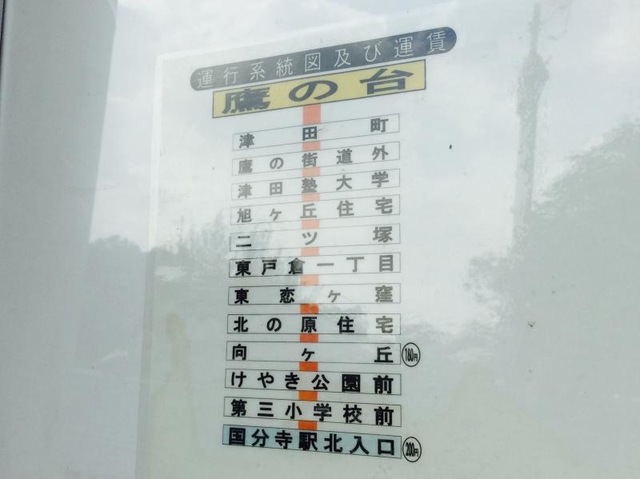 運行系統図及び運賃
鷹の台
津田町
鷹の街道外
津田塾大学
旭ヶ丘住宅
二ツ塚
東戸倉一丁目
東恋ヶ窪
北の原住宅
向ヶ丘 180円
けやき公園前
第三小学校前
国分寺駅北入口 200円